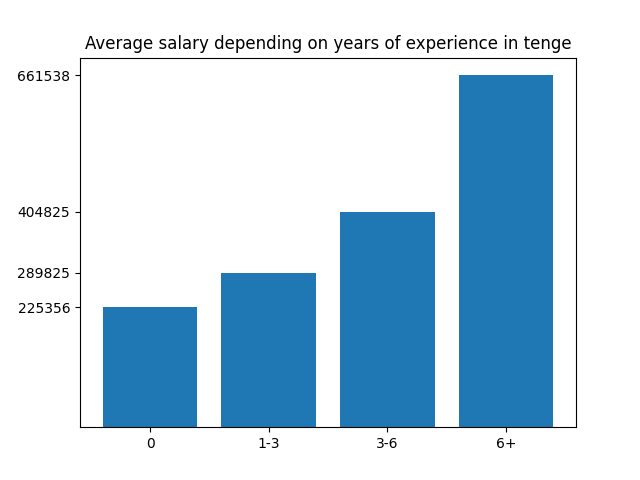 Average salary depending on years of experience in tenge
661538
404825
289825
225356
0 1-3 3-6 6+